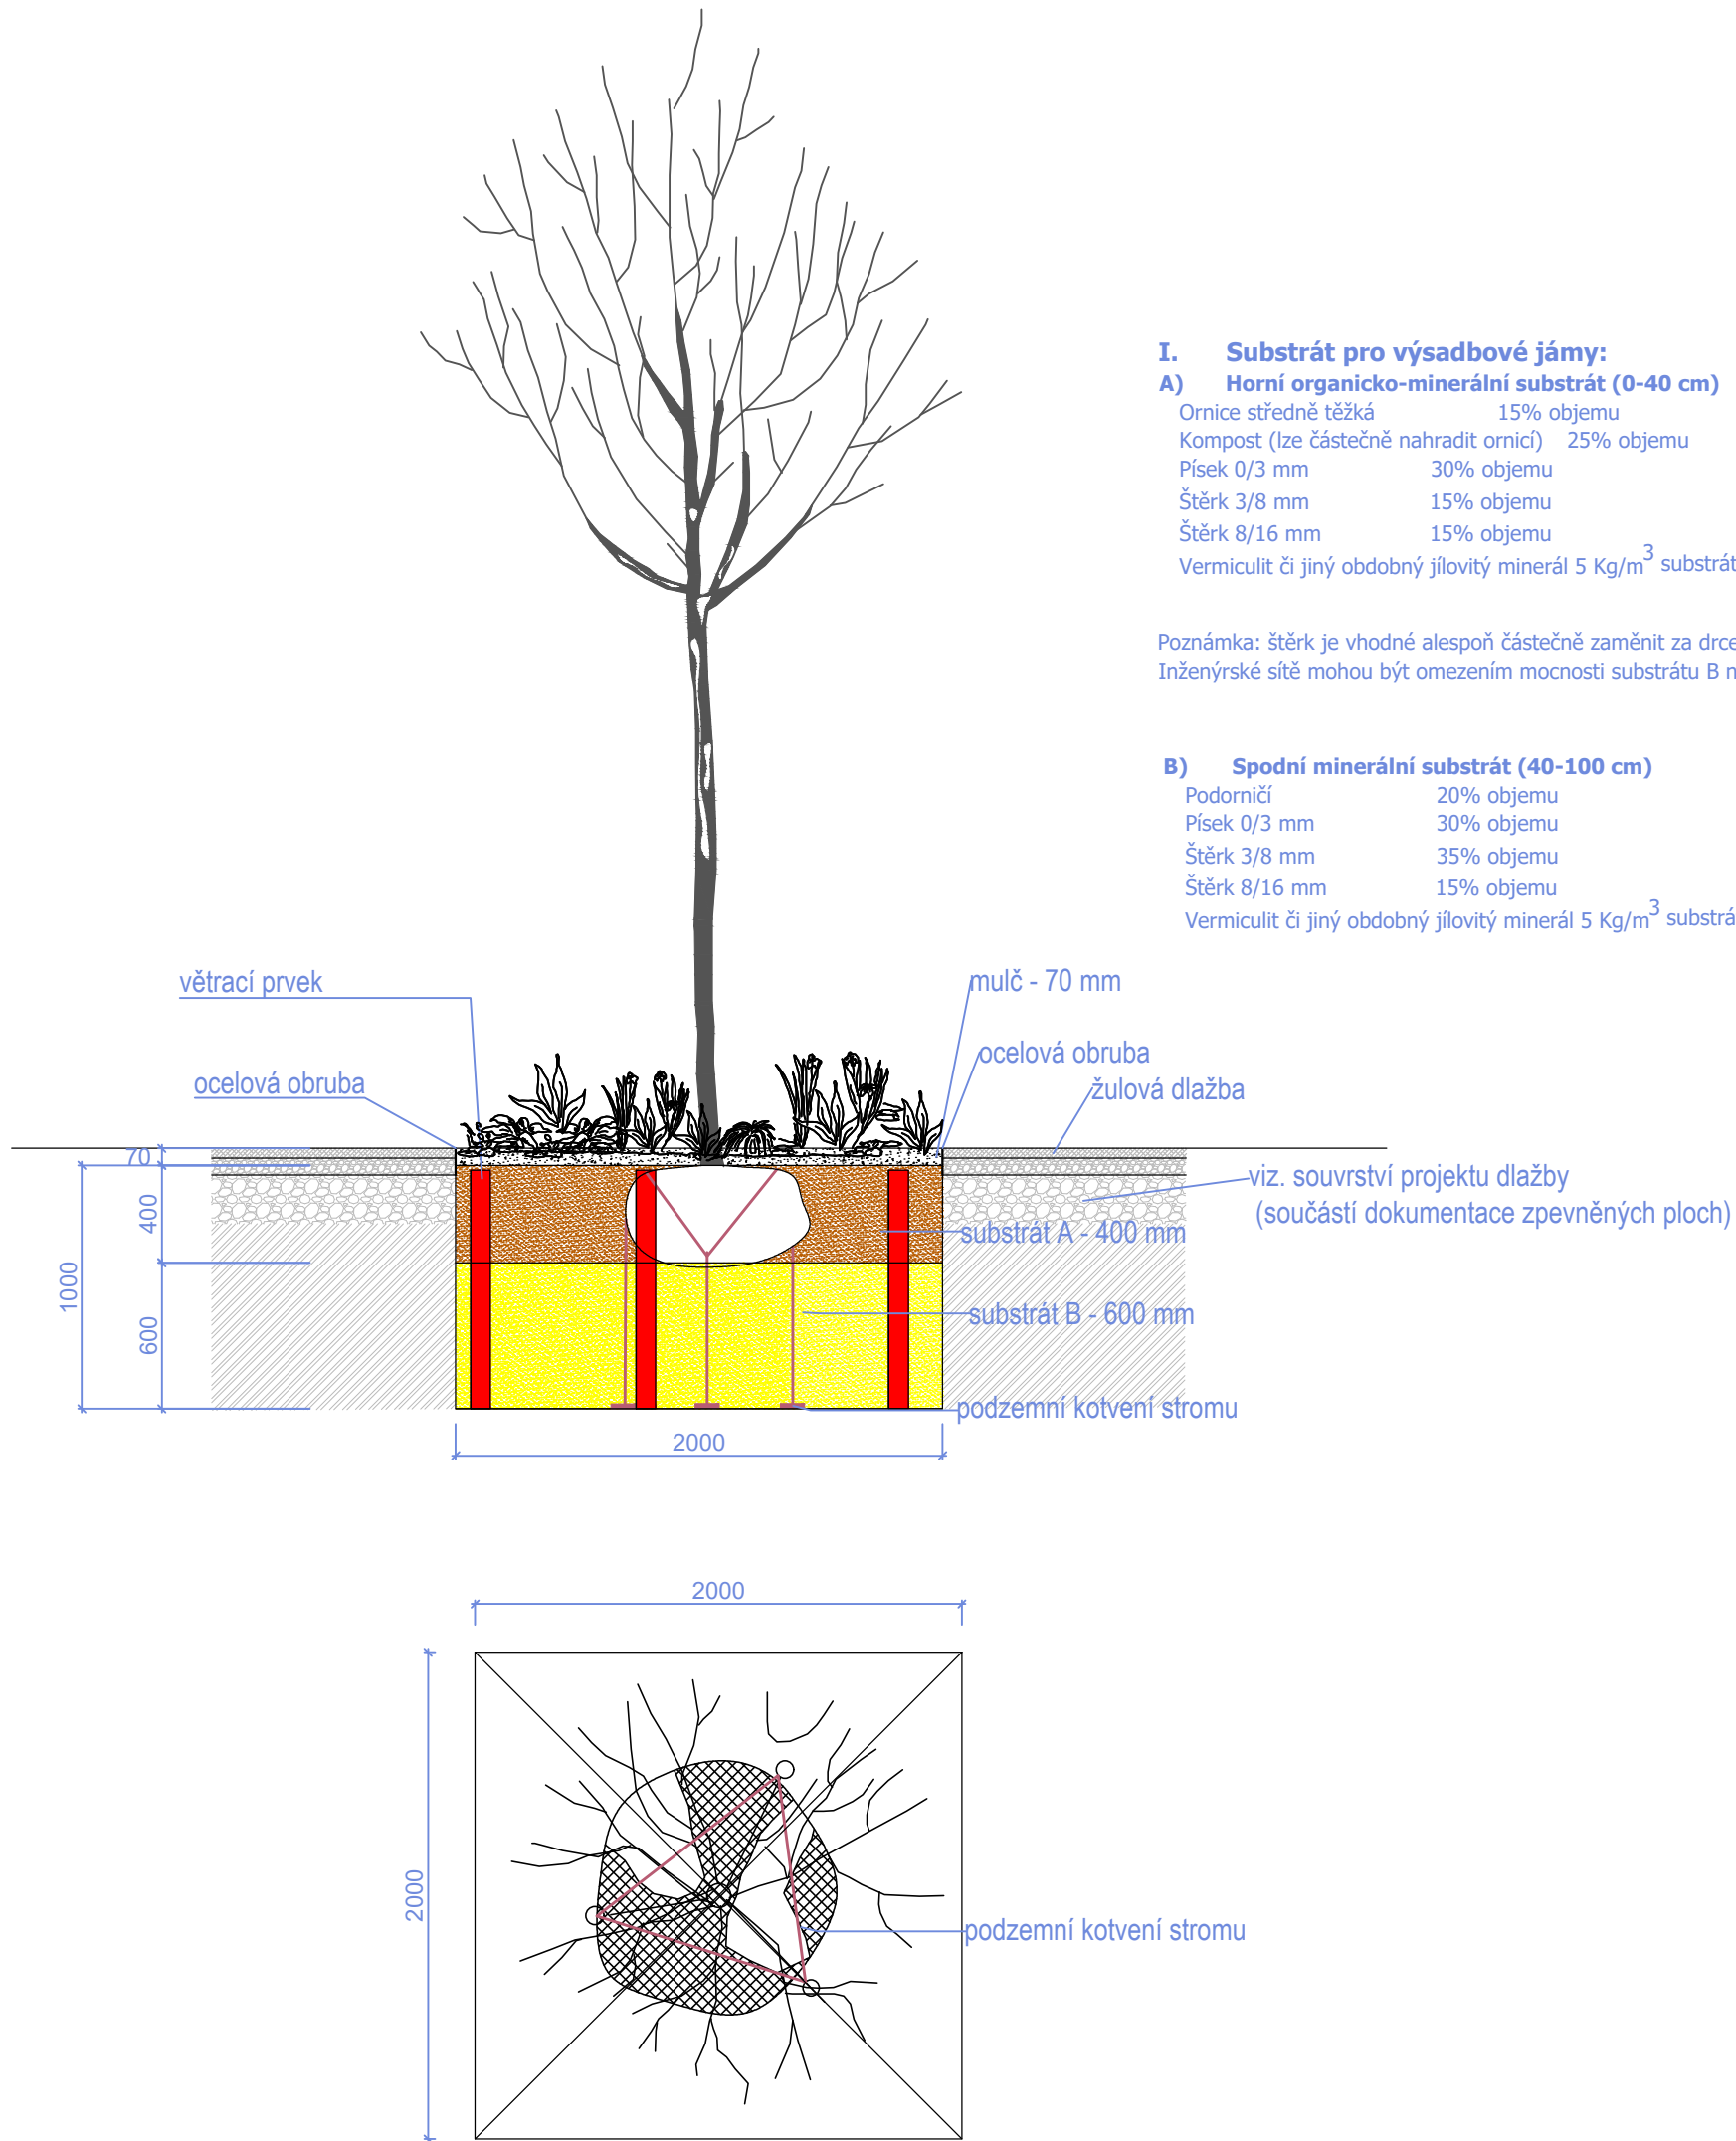 I. Substrát pro výsadbové jámy:
A) Horní organicko-minerální substrát (0-40 cm)
Ornice středně těžká 15% objemu
Kompost (lze částečně nahradit ornicí) 25% objemu
Písek 0/3 mm 30% objemu
Štěrk 3/8 mm 15% objemu
Štěrk 8/16 mm 15% objemu
Vermiculit či jiný obdobný jílovitý minerál 5 Kg/m3 substrát
Poznámka: štěrk je vhodné alespoň částečně zaměnit za drce
Inženýrské sítě mohou být omezením mocnosti substrátu B n
B) Spodní minerální substrát (40-100 cm)
Podorničí 20% objemu
Písek 0/3 mm 30% objemu
Štěrk 3/8 mm 35% objemu
Štěrk 8/16 mm 15% objemu
Vermiculit či jiný obdobný jílovitý minerál 5 Kg/m3 substrá
větrací prvek
mulč - 70 mm
ocelová obruba
ocelová obruba
žulová dlažba
70
viz. souvrství projektu dlažby
(součástí dokumentace zpevněných ploch)
400
substrát A - 400 mm
1000
600
substrát B - 600 mm
podzemní kotvení stromu
2000
2000
2000
podzemní kotvení stromu